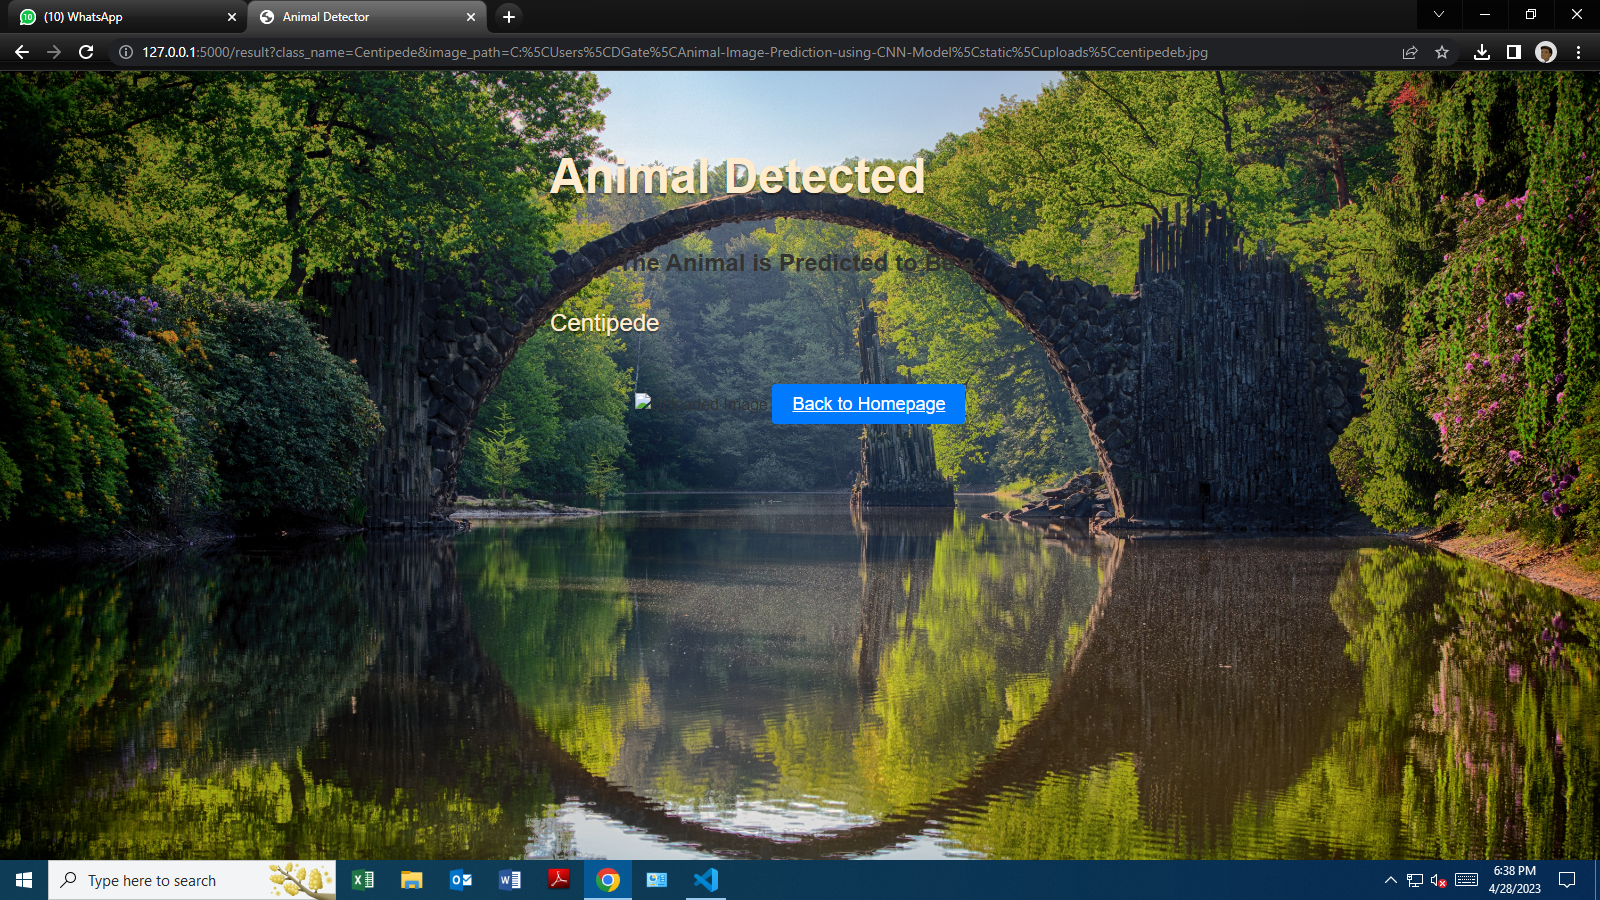 (10) WhatsApp
Animal Detector
127.0.0.1:5000/result?class_name=Centipede&image_path=C:%5CUsers%5CDGate%5CAnimal-Image-Prediction-using-CNN-Model%5Cstatic%5Cuploads%5Ccentipedeb.jpg
Animal Detected
The Animal is Predicted to Be
Centipede
Image Back to Homepage
Type here to search
6:38 PM
4/28/2023